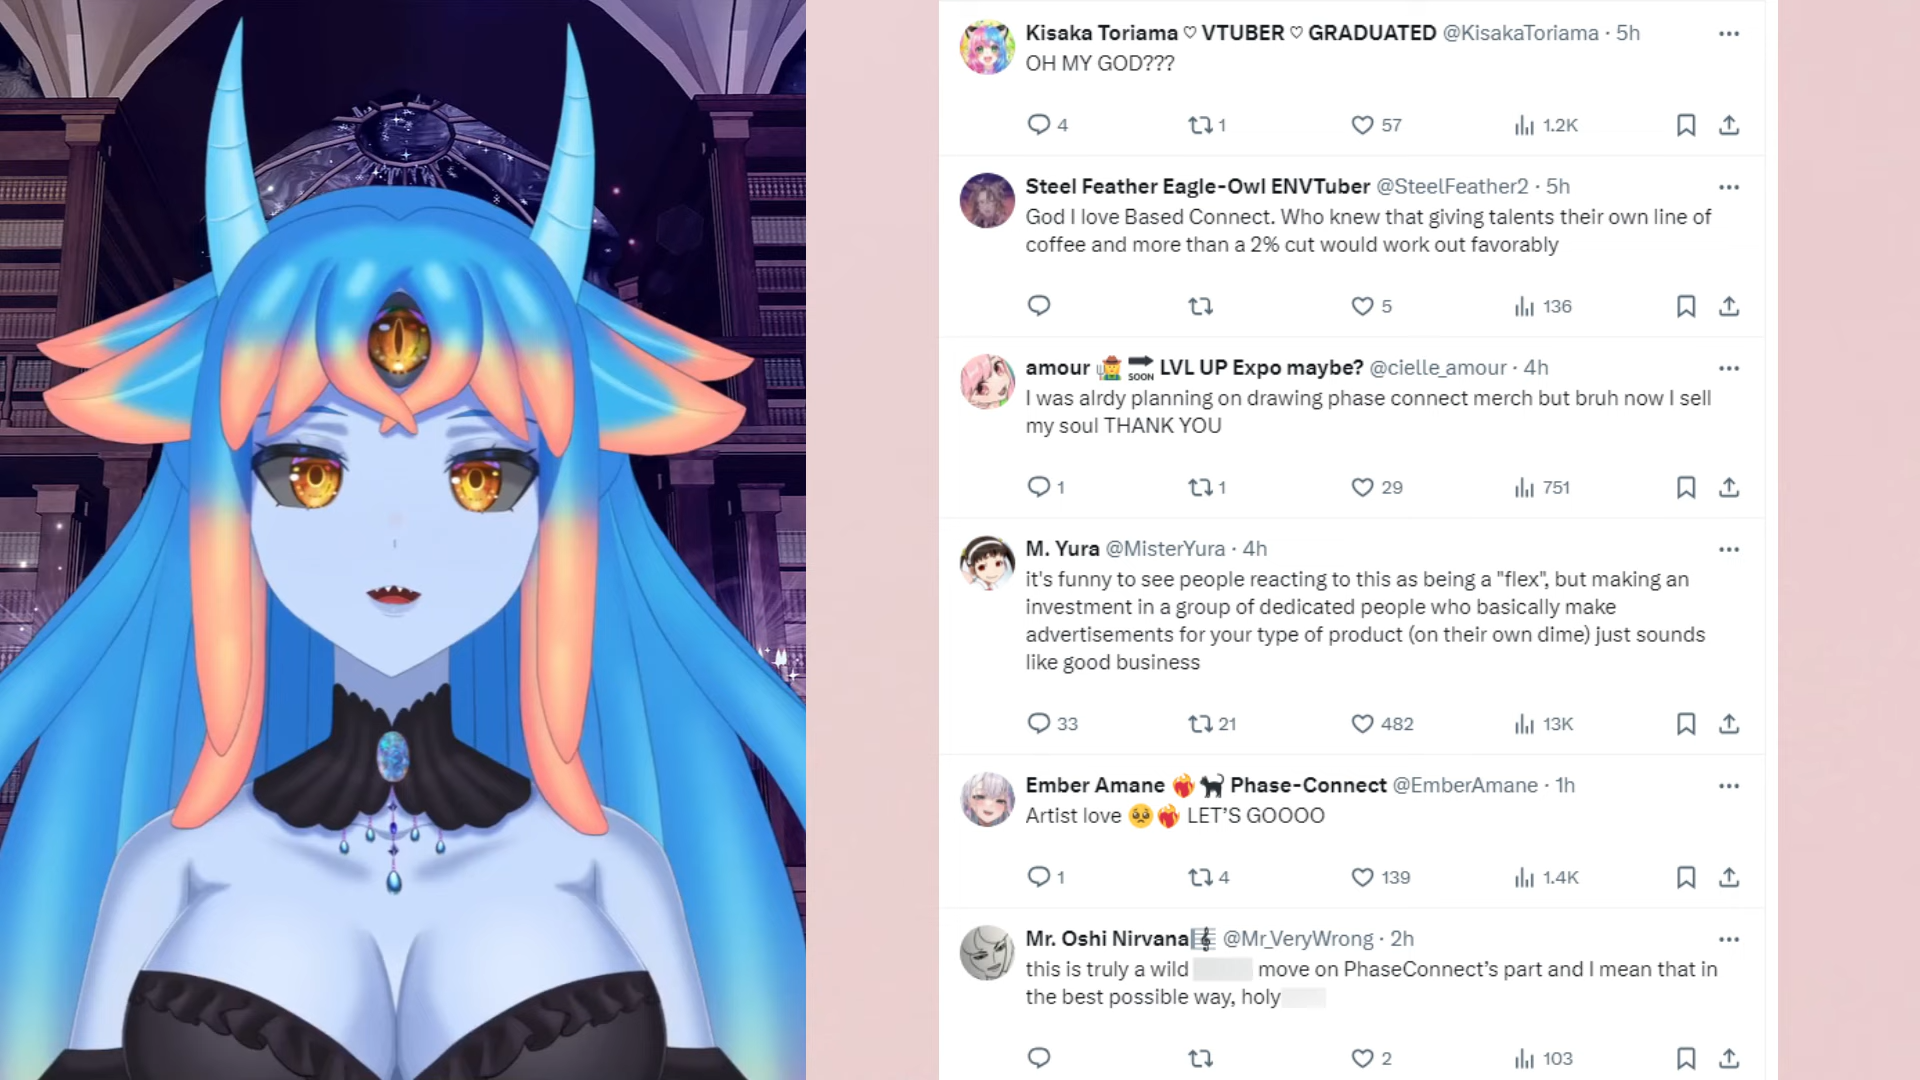 Kisaka Toriama ♡ VTUBER ♡ GRADUATED @KisakaToriama · 5h
OH MY GOD???
4 1 57 1.2K
Steel Feather Eagle-Owl ENVTuber @SteelFeather2 · 5h
God I love Based Connect. Who knew that giving talents their own line of
coffee and more than a 2% cut would work out favorably
5 136
amour 🧑‍🌾 🔜 LVL UP Expo maybe? @cielle_amour · 4h
I was alrdy planning on drawing phase connect merch but bruh now I sell
my soul THANK YOU
1 1 29 751
M. Yura @MisterYura · 4h
it's funny to see people reacting to this as being a "flex", but making an
investment in a group of dedicated people who basically make
advertisements for your type of product (on their own dime) just sounds
like good business
33 21 482 13K
Ember Amane ❤️‍🔥 🐈‍⬛ Phase-Connect @EmberAmane · 1h
Artist love 🥺❤️‍🔥 LET’S GOOOO
1 4 139 1.4K
Mr. Oshi Nirvana🎼 @Mr_VeryWrong · 2h
this is truly a wild move on PhaseConnect’s part and I mean that in
the best possible way, holy
2 103